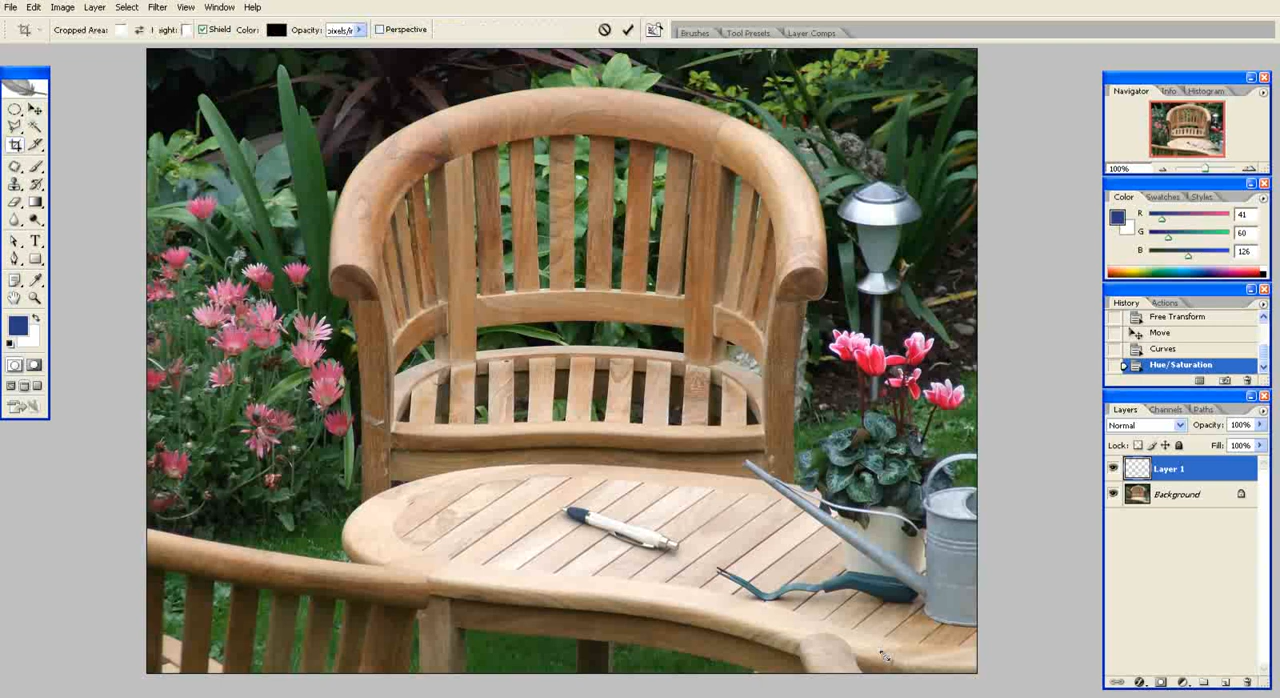 File Edit Image Layer Select Filter View Window Help
Cropped Area: Shield Color: Opacity: Perspective Brushes Tool Presets Layer Comps
Navigator Info Histogram
100%
Color Swatches Styles
R 41
G 60
B 126
History Actions
Free Transform
Move
Curves
Hue/Saturation
Layers Channels Paths
Normal Opacity: 100%
Lock: Fill: 100%
Layer 1
Background